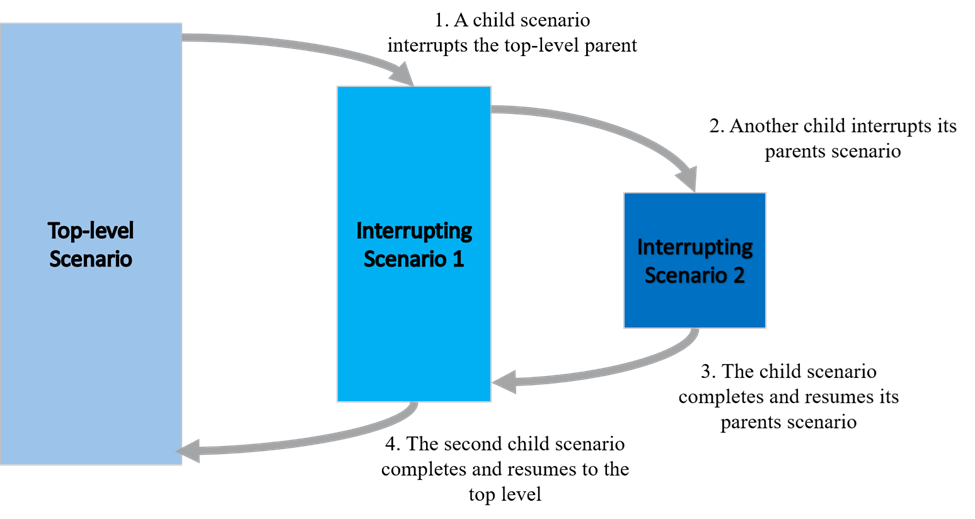 1. A child scenario
interrupts the top-level parent
2. Another child interrupts its
parents scenario
Top-level
Scenario
Interrupting
Scenario 1
Interrupting
Scenario 2
3. The child scenario
completes and resumes its
parents scenario
4. The second child scenario
completes and resumes to the
top level